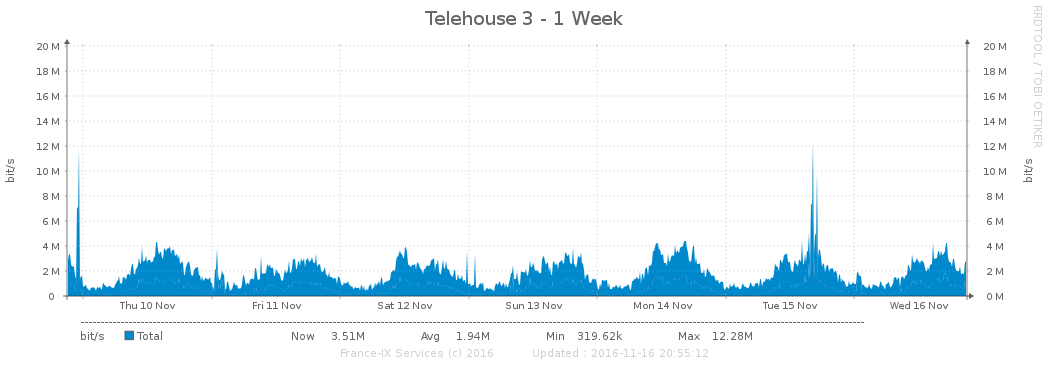 Telehouse 3 - 1 Week
RRDTOOL / TOBI OETIKER
bit/s
bit/s
20 M 20 M
18 M 18 M
16 M 16 M
14 M 14 M
12 M 12 M
10 M 10 M
8 M 8 M
6 M 6 M
4 M 4 M
2 M 2 M
0 0 M
Thu 10 Nov Fri 11 Nov Sat 12 Nov Sun 13 Nov Mon 14 Nov Tue 15 Nov Wed 16 Nov
bit/s Total Now 3.51M Avg 1.94M Min 319.62k Max 12.28M
France-IX Services (c) 2016 Updated : 2016-11-16 20:55:12